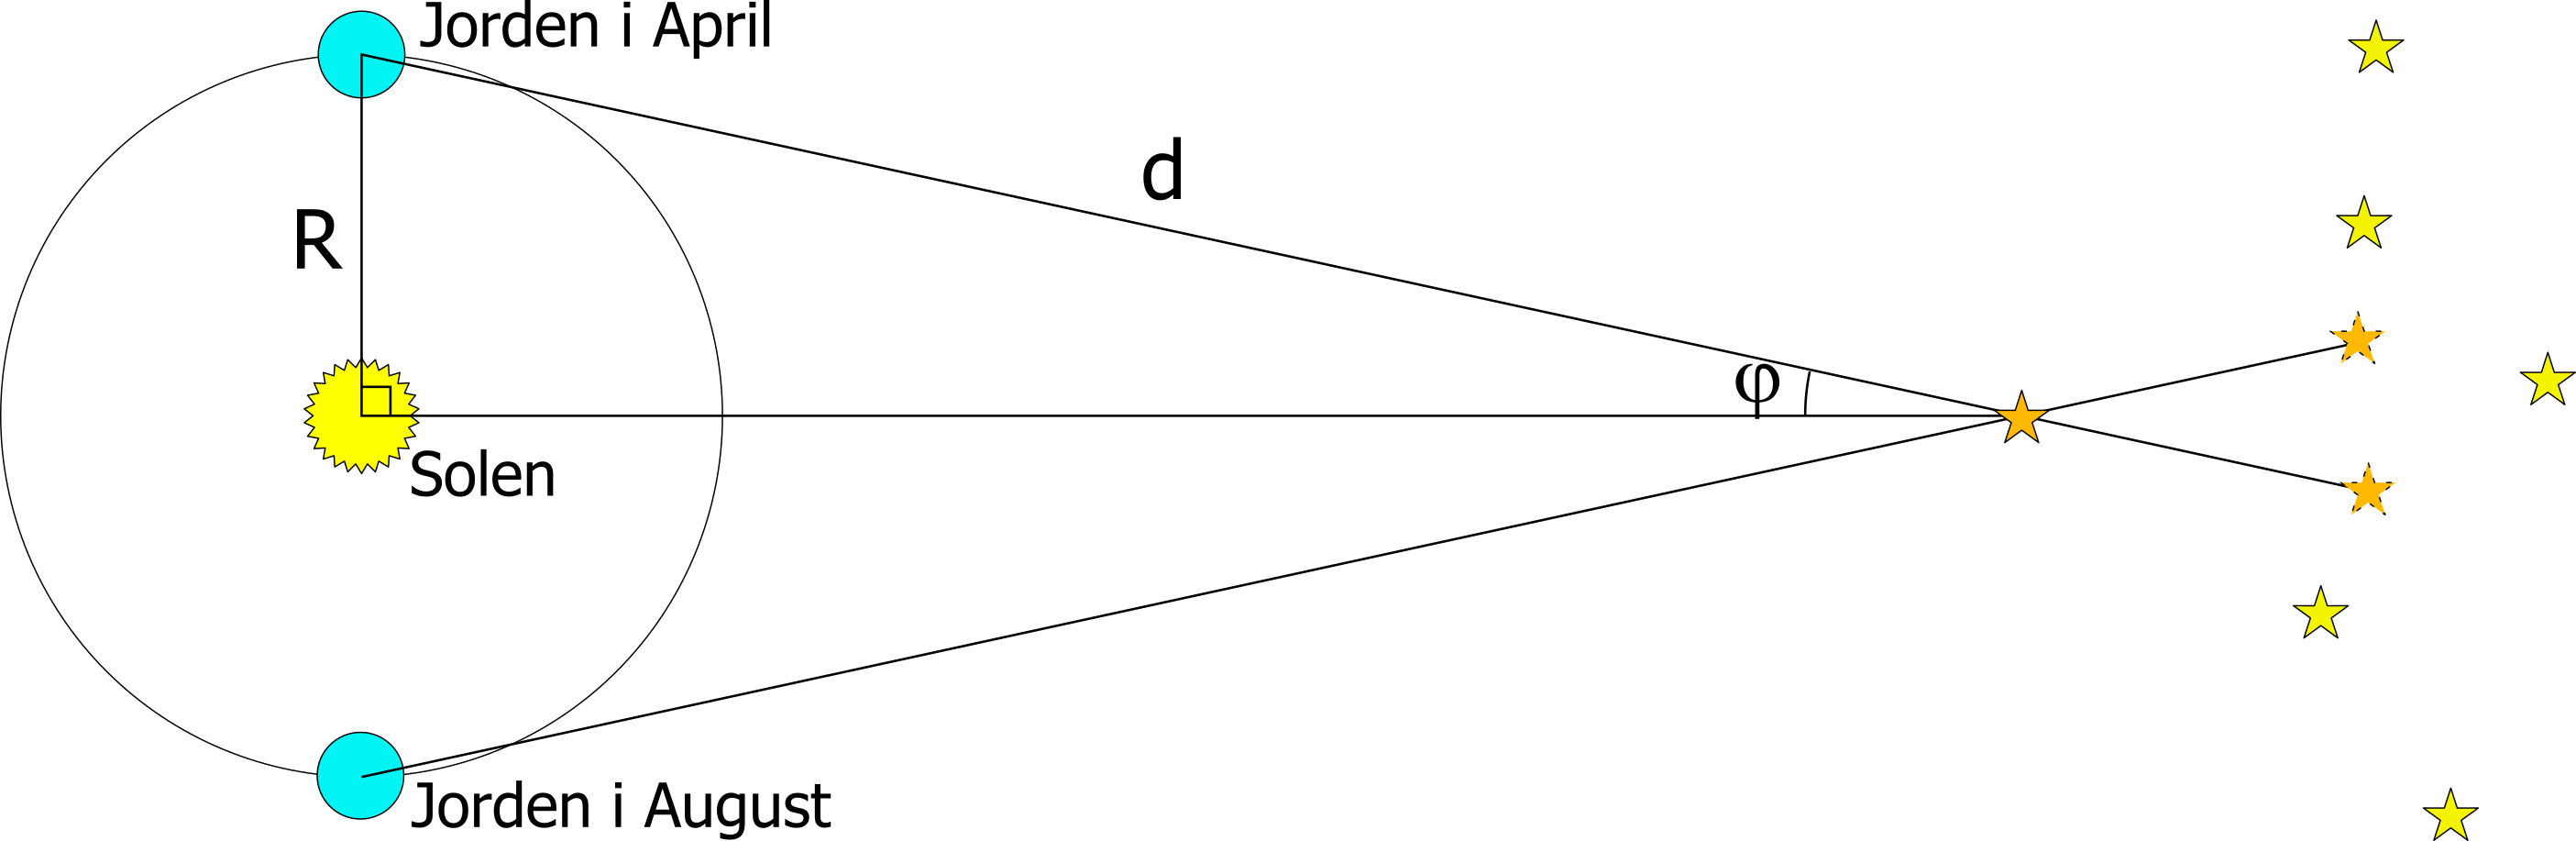 Jorden i April
d
R
φ
Solen
Jorden i August